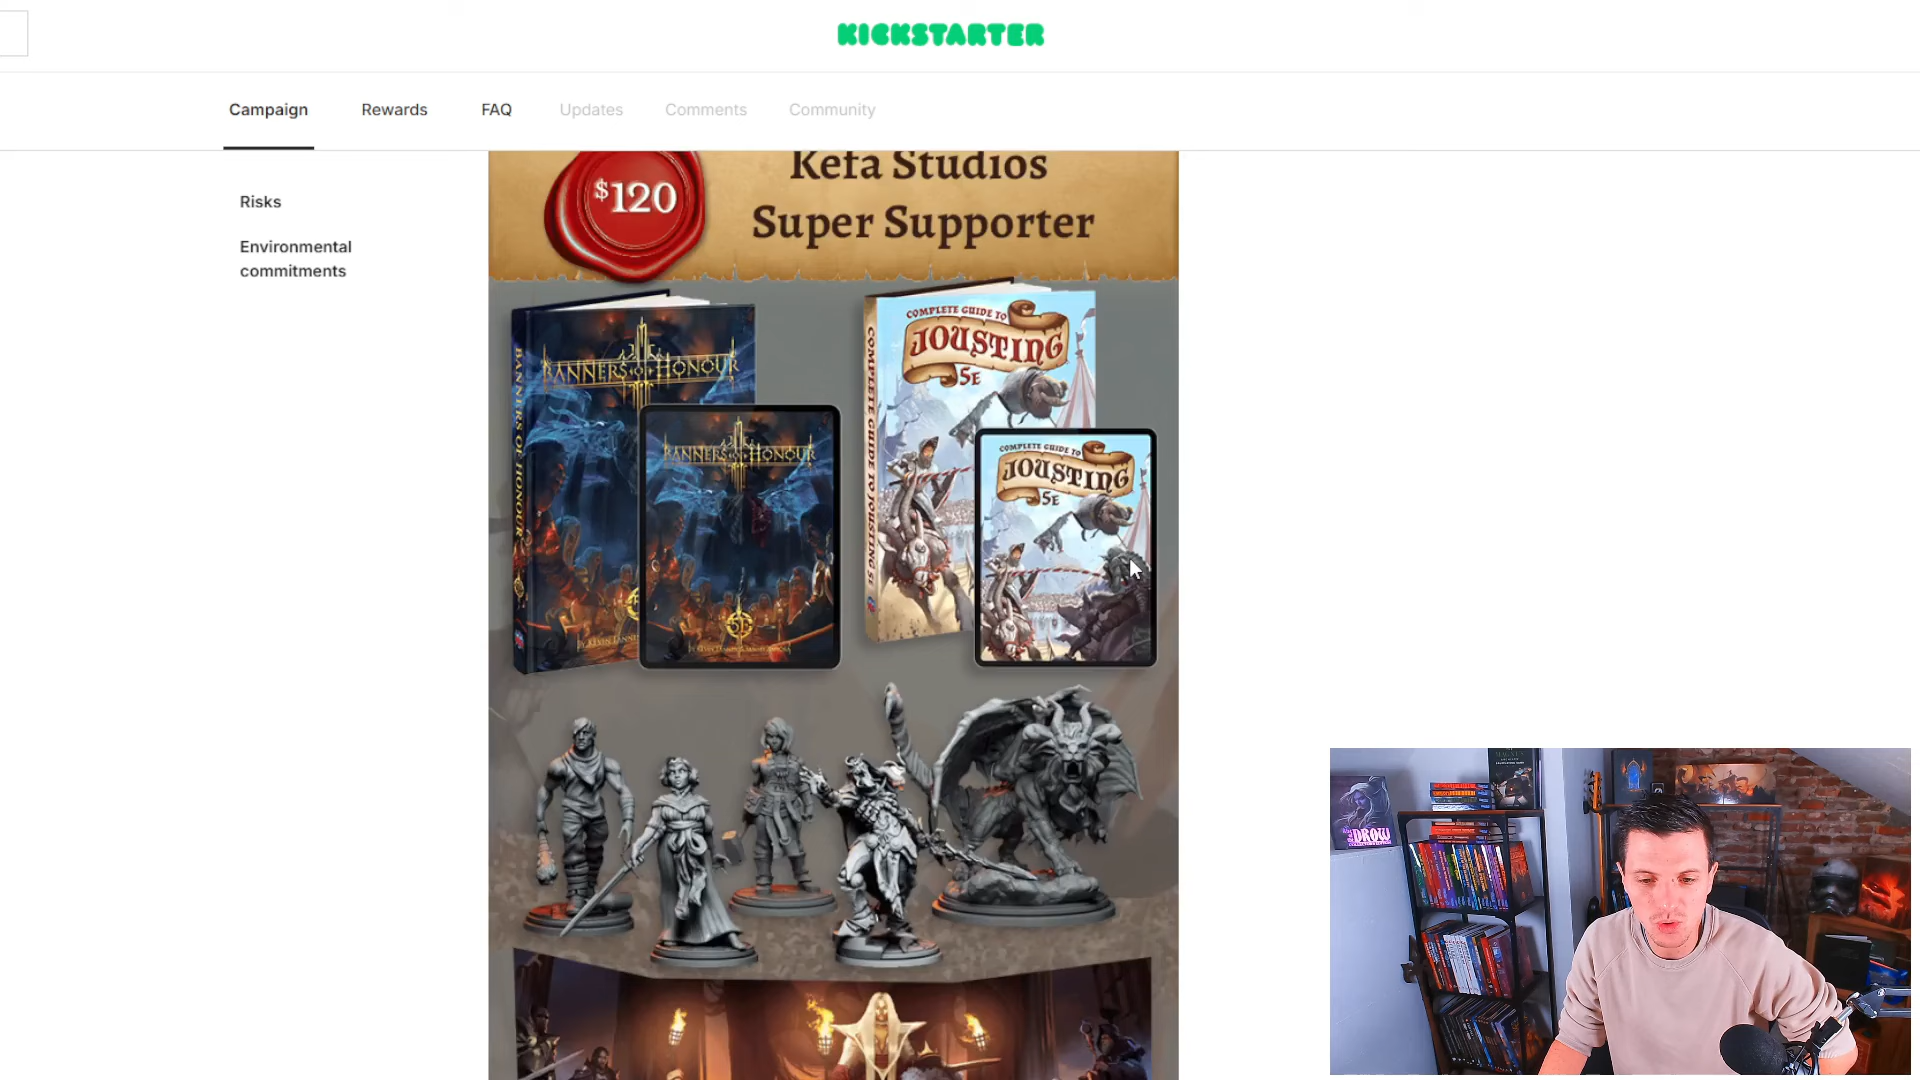 KICKSTARTER
Campaign
Rewards
FAQ
Updates
Comments
Community
Risks
Environmental
commitments
$120
Kefa Studios
Super Supporter
BANNERS OF HONOUR
BANNERS OF HONOUR
COMPLETE GUIDE TO
JOUSTING
5E
COMPLETE GUIDE TO JOUSTING 5E
BANNERS OF HONOUR
5E
COMPLETE GUIDE TO
JOUSTING
5E
DROW